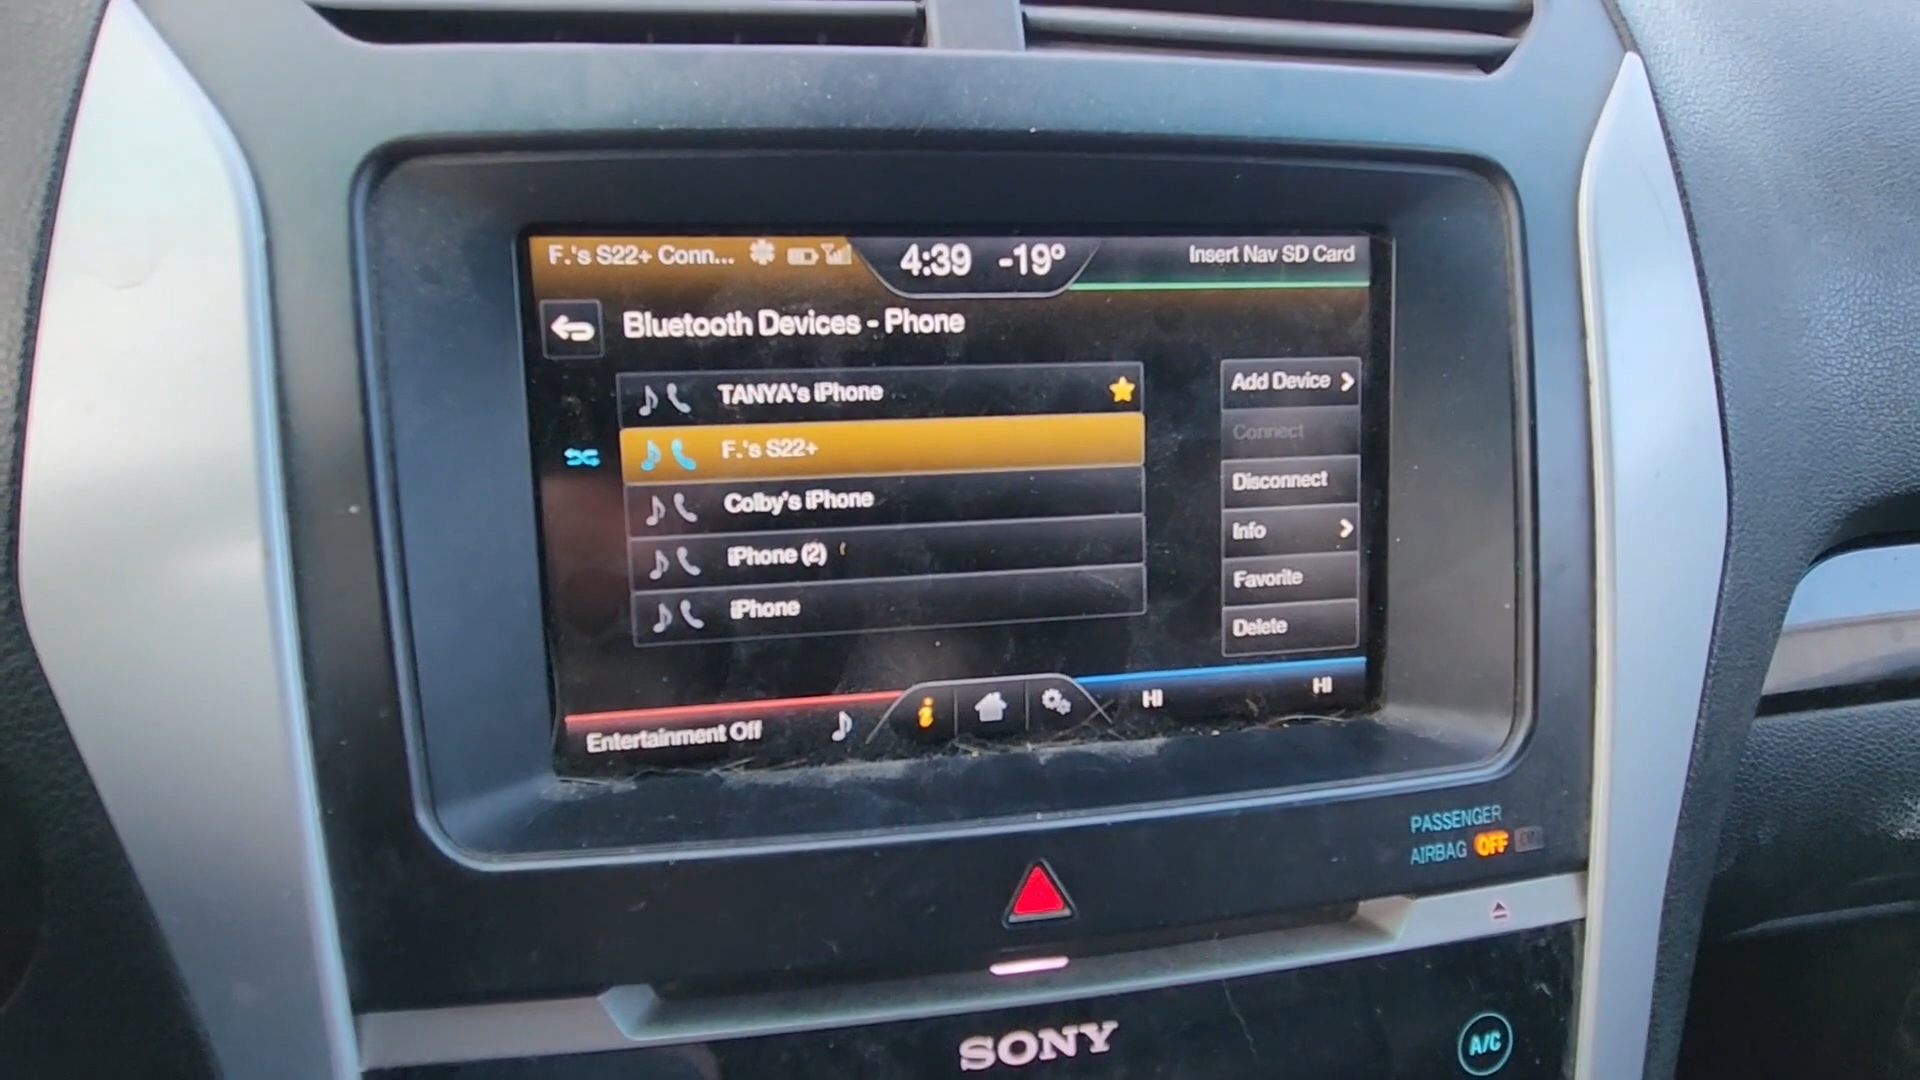 F.'s S22+ Conn...
4:39 -19°
Insert Nav SD Card
Bluetooth Devices - Phone
TANYA's iPhone
F.'s S22+
Colby's iPhone
iPhone (2)
iPhone
Add Device
Connect
Disconnect
Info
Favorite
Delete
Entertainment Off
HI
HI
PASSENGER
AIRBAG OFF
SONY
A/C